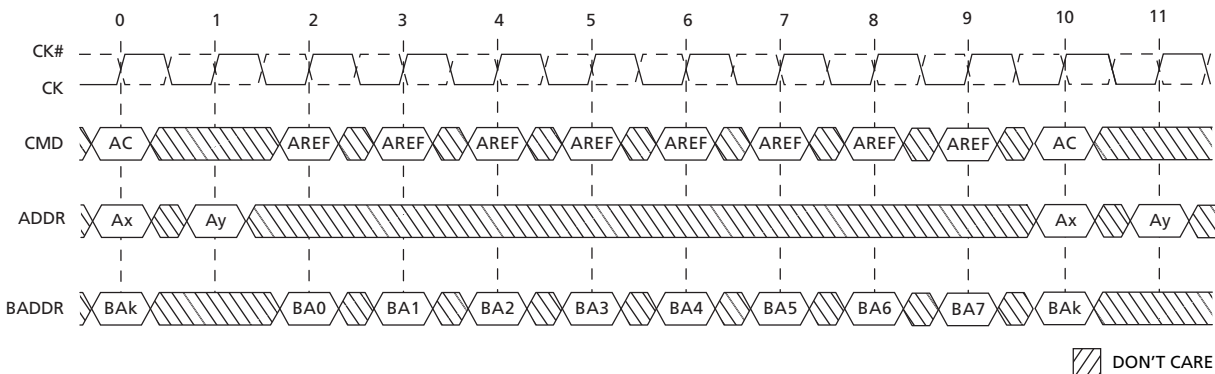 0 1 2 3 4 5 6 7 8 9 10 11
CK#
CK
CMD AC AREF AREF AREF AREF AREF AREF AREF AREF AC
ADDR Ax Ay Ax Ay
BADDR BAk BA0 BA1 BA2 BA3 BA4 BA5 BA6 BA7 BAk
DON'T CARE